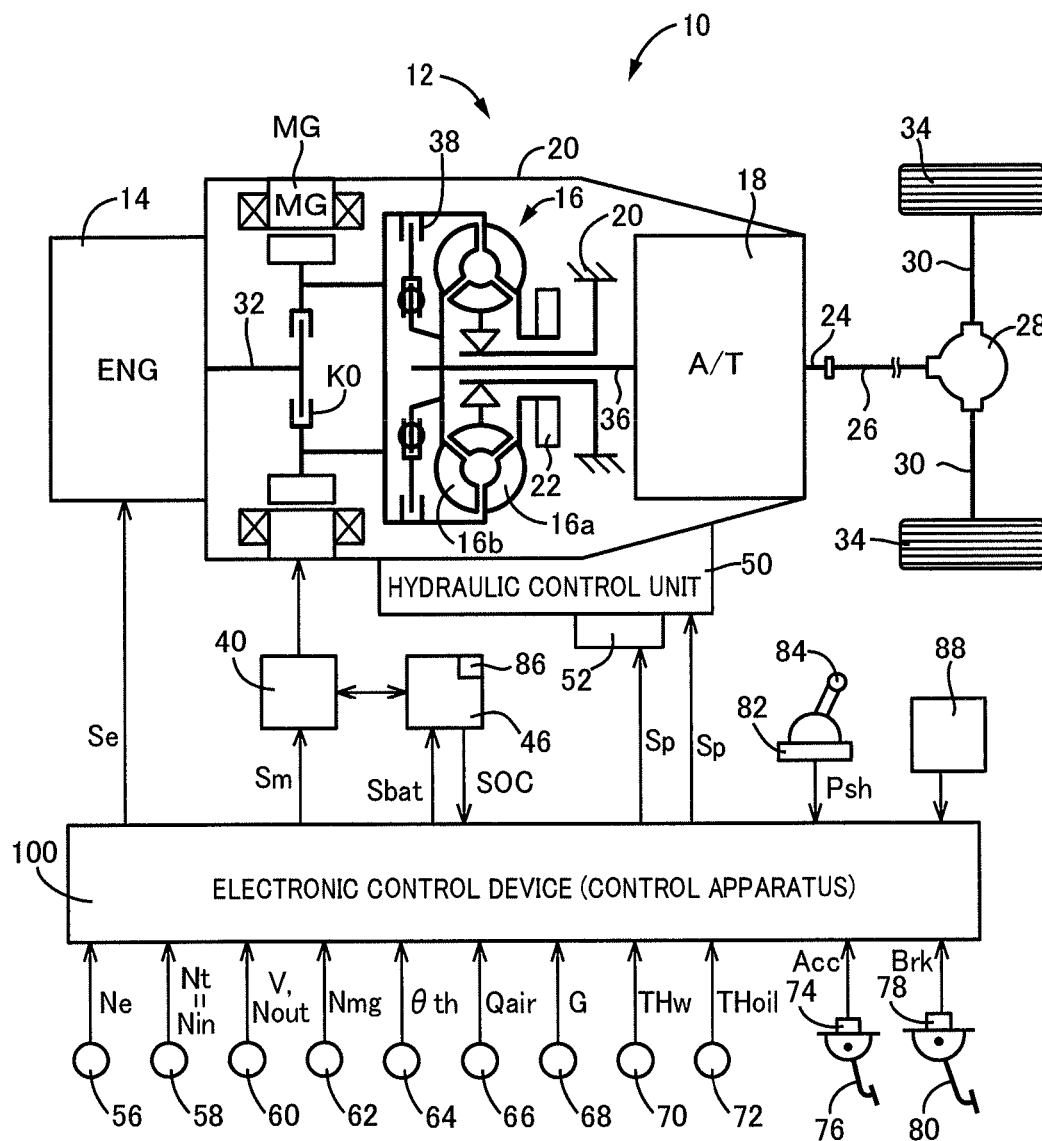 10
12
MG
38
20
34
14
MG
16
20
18
30
32
24
28
ENG
K0
A/T
36
26
22
30
16b
16a
34
50
HYDRAULIC CONTROL UNIT
40
86
52
84
88
82
46
Se
Sm
Sbat
SOC
Sp
Sp
Psh
100
ELECTRONIC CONTROL DEVICE (CONTROL APPARATUS)
Ne
Nt
=
Nin
V,
Nout
Nmg
θth
Qair
G
THw
THoil
Acc
74
Brk
78
56
58
60
62
64
66
68
70
72
76
80